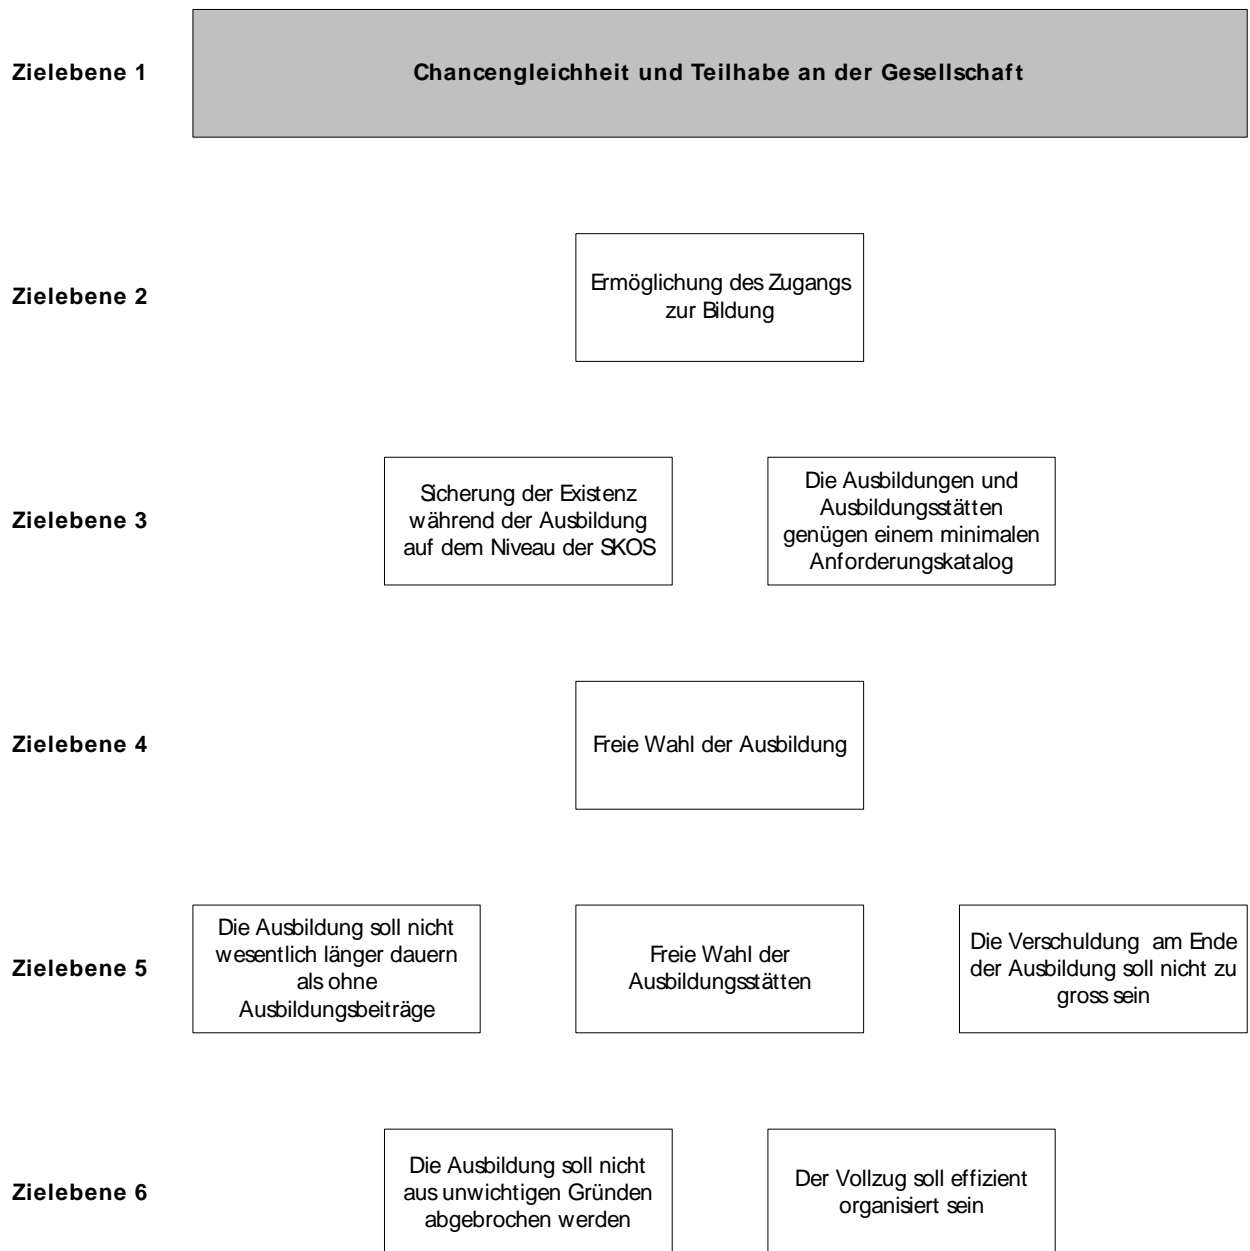 Zielebene 1
Chancengleichheit und Teilhabe an der Gesellschaft
Zielebene 2
Ermöglichung des Zugangs
zur Bildung
Zielebene 3
Sicherung der Existenz
während der Ausbildung
auf dem Niveau der SKOS
Die Ausbildungen und
Ausbildungsstätten
genügen einem minimalen
Anforderungskatalog
Zielebene 4
Freie Wahl der Ausbildung
Zielebene 5
Die Ausbildung soll nicht
wesentlich länger dauern
als ohne
Ausbildungsbeiträge
Freie Wahl der
Ausbildungsstätten
Die Verschuldung am Ende
der Ausbildung soll nicht zu
gross sein
Zielebene 6
Die Ausbildung soll nicht
aus unwichtigen Gründen
abgebrochen werden
Der Vollzug soll effizient
organisiert sein